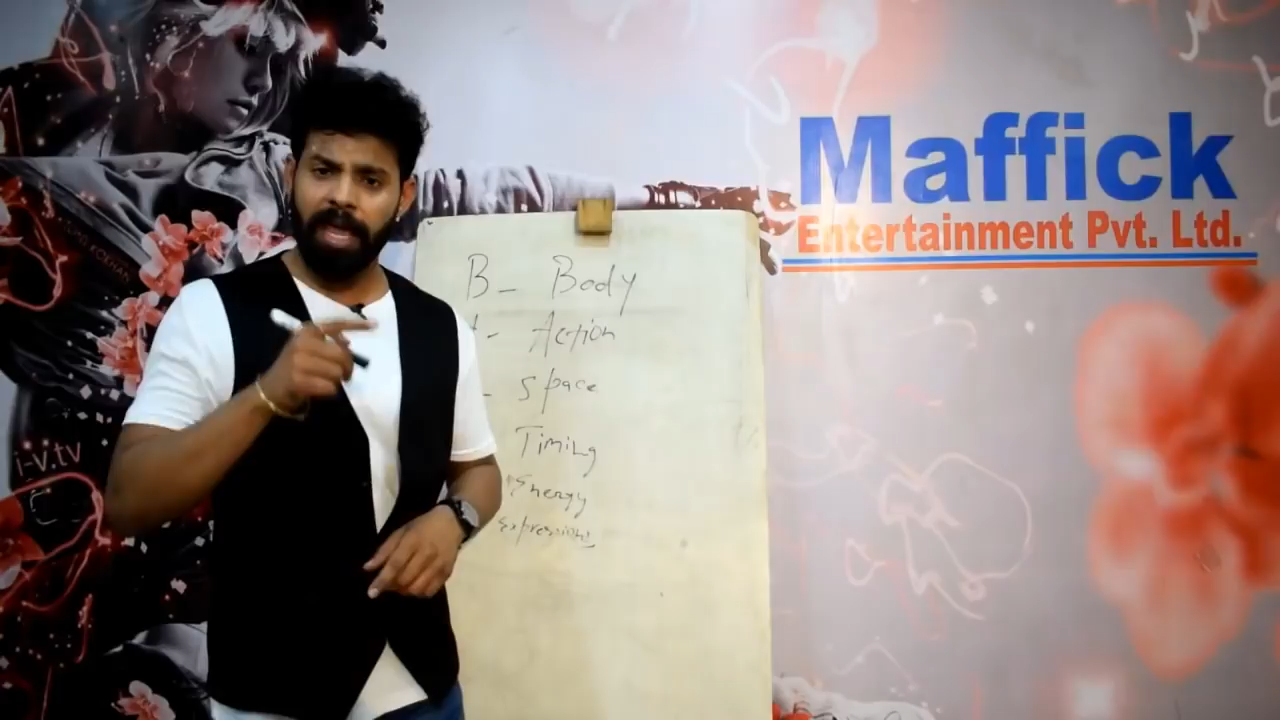 Maffick
Entertainment Pvt. Ltd.
B - Body
- Action
- Space
Timing
Energy
Expressions
i-v.tv